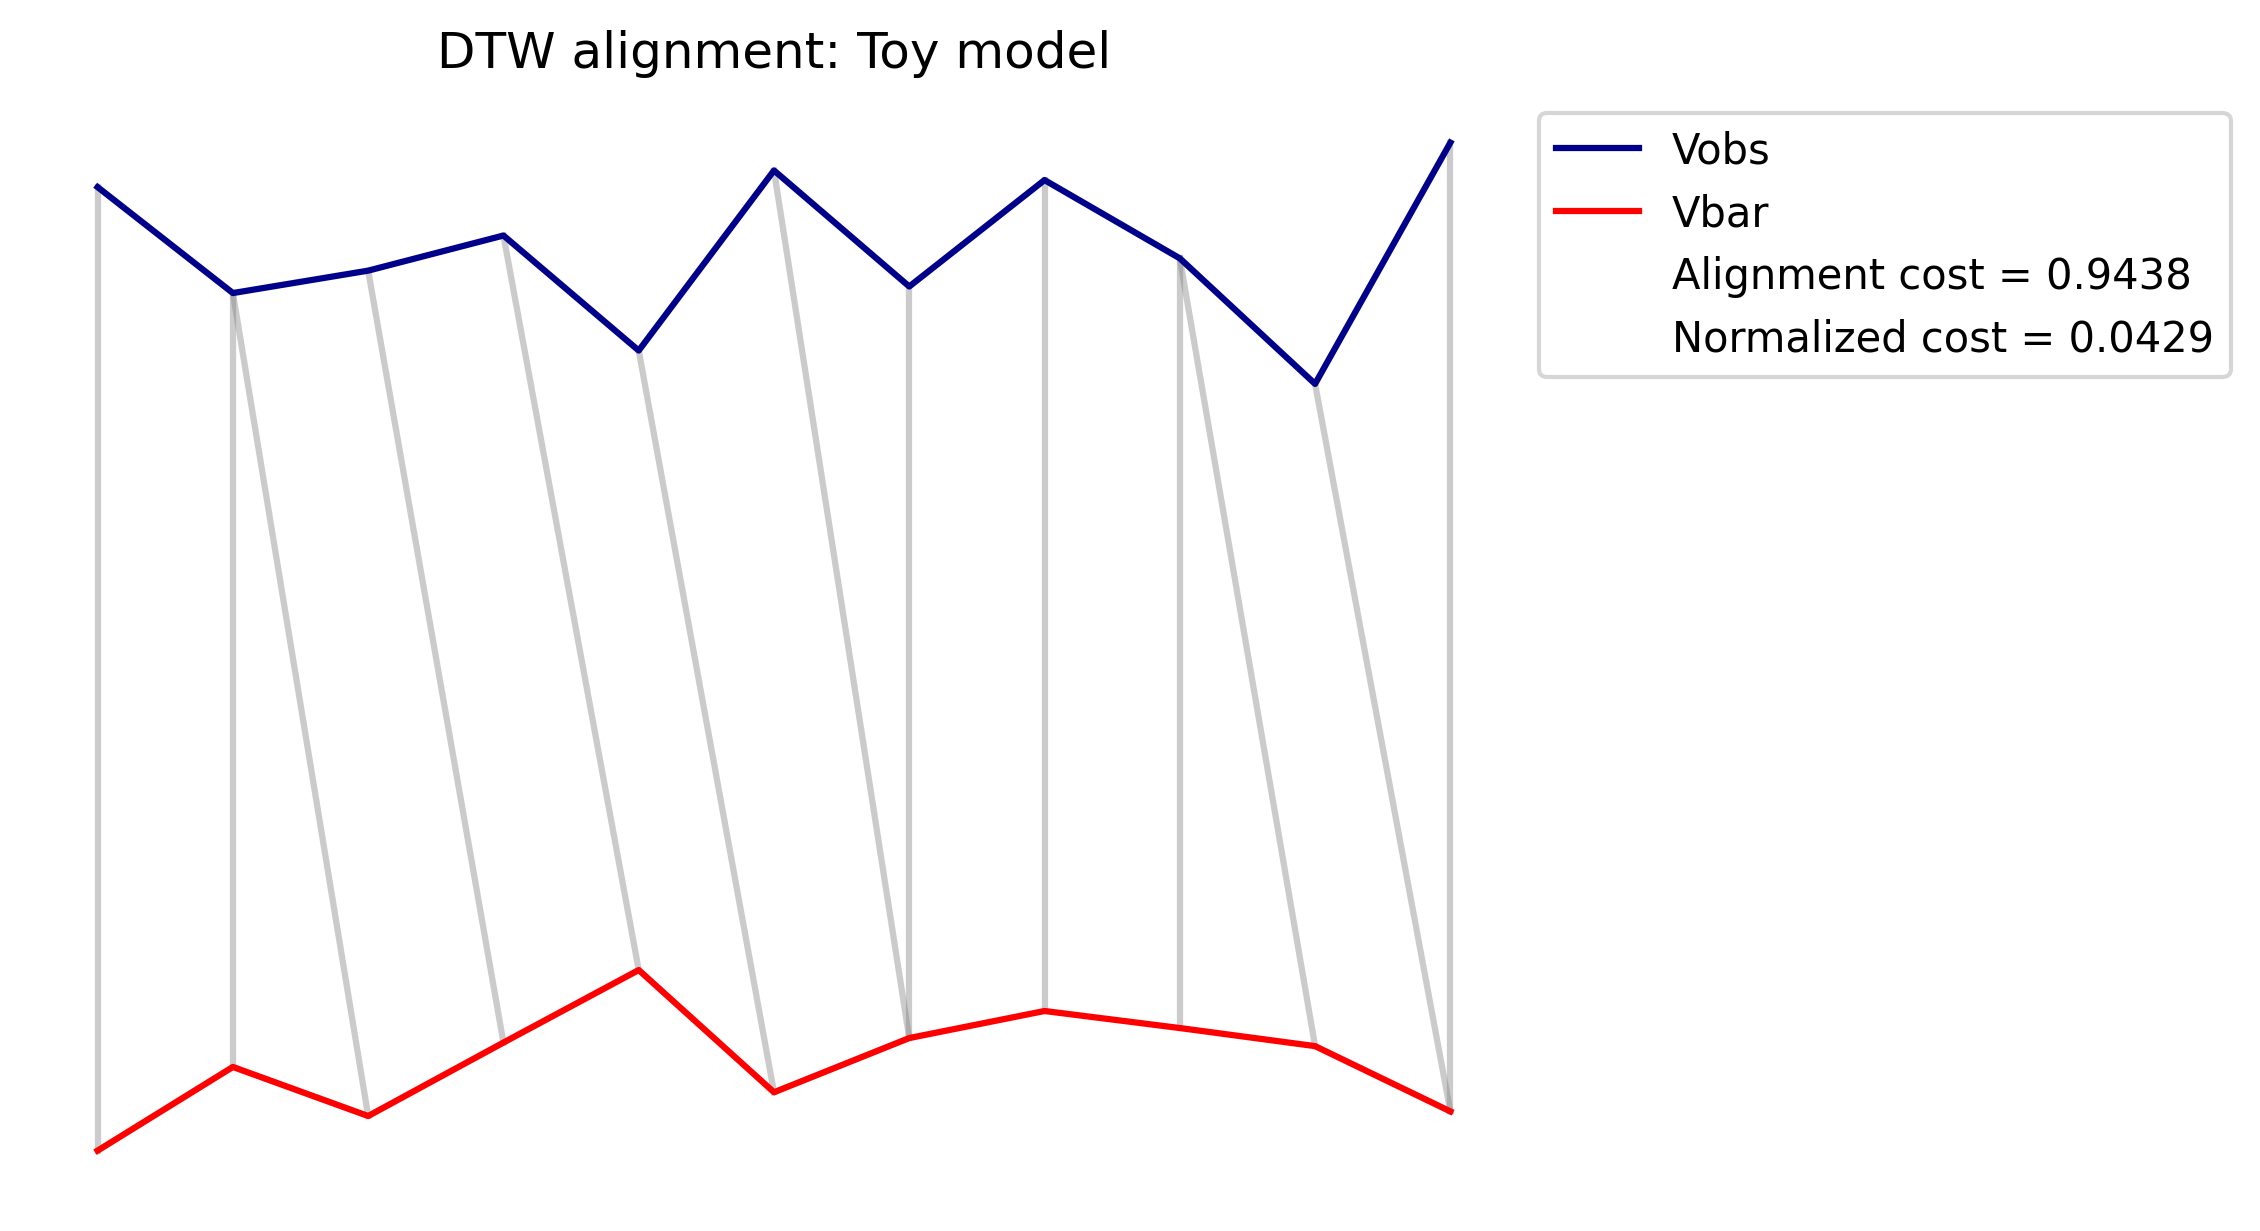 DTW alignment: Toy model
Vobs
Vbar
Alignment cost = 0.9438
Normalized cost = 0.0429